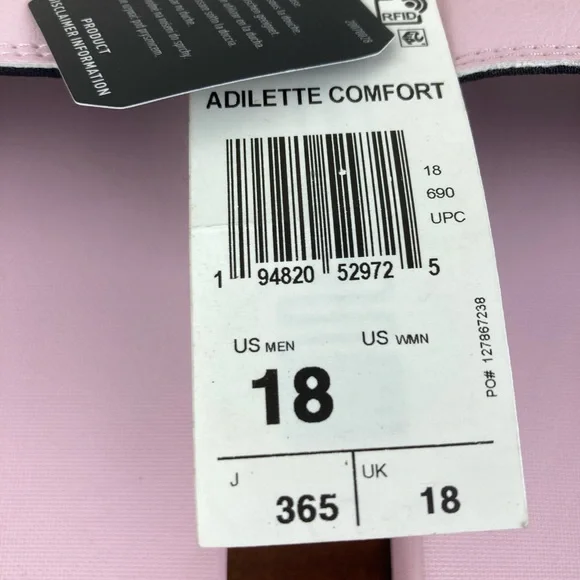 PRODUCT
DISCLAIMER INFORMATION
RFID
ADILETTE COMFORT
18
690
UPC
1 94820 52972 5
US MEN
US WMN
18
PO# 127867238
J
365
UK
18